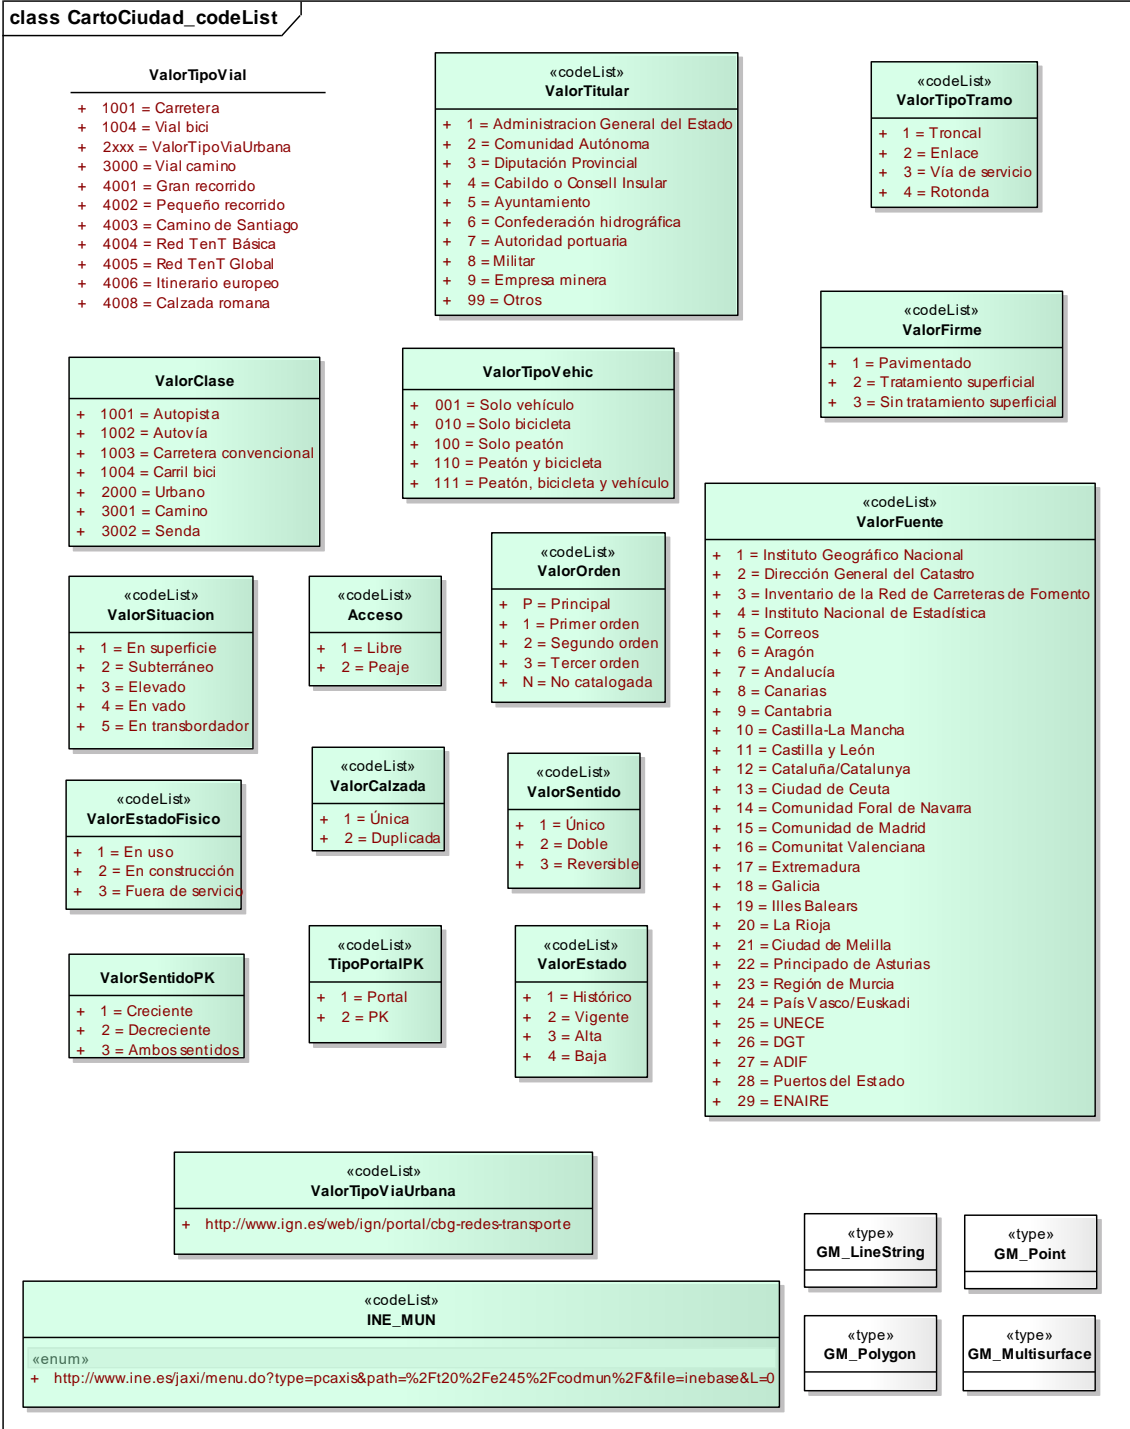 class CartoCiudad_codeList
ValorTipoVial
+ 1001 = Carretera
+ 1004 = Vial bici
+ 2xxx = ValorTipoViaUrbana
+ 3000 = Vial camino
+ 4001 = Gran recorrido
+ 4002 = Pequeño recorrido
+ 4003 = Camino de Santiago
+ 4004 = Red TenT Básica
+ 4005 = Red TenT Global
+ 4006 = Itinerario europeo
+ 4008 = Calzada romana
«codeList»
ValorTitular
+ 1 = Administracion General del Estado
+ 2 = Comunidad Autónoma
+ 3 = Diputación Provincial
+ 4 = Cabildo o Consell Insular
+ 5 = Ayuntamiento
+ 6 = Confederación hidrográfica
+ 7 = Autoridad portuaria
+ 8 = Militar
+ 9 = Empresa minera
+ 99 = Otros
«codeList»
ValorTipoTramo
+ 1 = Troncal
+ 2 = Enlace
+ 3 = Vía de servicio
+ 4 = Rotonda
«codeList»
ValorFirme
+ 1 = Pavimentado
+ 2 = Tratamiento superficial
+ 3 = Sin tratamiento superficial
ValorClase
+ 1001 = Autopista
+ 1002 = Autovía
+ 1003 = Carretera convencional
+ 1004 = Carril bici
+ 2000 = Urbano
+ 3001 = Camino
+ 3002 = Senda
ValorTipoVehic
+ 001 = Solo vehículo
+ 010 = Solo bicicleta
+ 100 = Solo peatón
+ 110 = Peatón y bicicleta
+ 111 = Peatón, bicicleta y vehículo
«codeList»
ValorFuente
+ 1 = Instituto Geográfico Nacional
+ 2 = Dirección General del Catastro
+ 3 = Inventario de la Red de Carreteras de Fomento
+ 4 = Instituto Nacional de Estadística
+ 5 = Correos
+ 6 = Aragón
+ 7 = Andalucía
+ 8 = Canarias
+ 9 = Cantabria
+ 10 = Castilla-La Mancha
+ 11 = Castilla y León
+ 12 = Cataluña/Catalunya
+ 13 = Ciudad de Ceuta
+ 14 = Comunidad Foral de Navarra
+ 15 = Comunidad de Madrid
+ 16 = Comunitat Valenciana
+ 17 = Extremadura
+ 18 = Galicia
+ 19 = Illes Balears
+ 20 = La Rioja
+ 21 = Ciudad de Melilla
+ 22 = Principado de Asturias
+ 23 = Región de Murcia
+ 24 = País Vasco/Euskadi
+ 25 = UNECE
+ 26 = DGT
+ 27 = ADIF
+ 28 = Puertos del Estado
+ 29 = ENAIRE
«codeList»
ValorOrden
+ P = Principal
+ 1 = Primer orden
+ 2 = Segundo orden
+ 3 = Tercer orden
+ N = No catalogada
«codeList»
ValorSituacion
+ 1 = En superficie
+ 2 = Subterráneo
+ 3 = Elevado
+ 4 = En vado
+ 5 = En transbordador
«codeList»
Acceso
+ 1 = Libre
+ 2 = Peaje
«codeList»
ValorCalzada
+ 1 = Única
+ 2 = Duplicada
«codeList»
ValorSentido
+ 1 = Único
+ 2 = Doble
+ 3 = Reversible
«codeList»
ValorEstadoFisico
+ 1 = En uso
+ 2 = En construcción
+ 3 = Fuera de servicio
«codeList»
TipoPortalPK
+ 1 = Portal
+ 2 = PK
«codeList»
ValorEstado
+ 1 = Histórico
+ 2 = Vigente
+ 3 = Alta
+ 4 = Baja
ValorSentidoPK
+ 1 = Creciente
+ 2 = Decreciente
+ 3 = Ambos sentidos
«codeList»
ValorTipoViaUrbana
+ http://www.ign.es/web/ign/portal/cbg-redes-transporte
«type»
GM_LineString
«type»
GM_Point
«codeList»
INE_MUN
«enum»
+ http://www.ine.es/jaxi/menu.do?type=pcaxis&path=%2Ft20%2Fe245%2Fcodmun%2F&file=inebase&L=0
«type»
GM_Polygon
«type»
GM_Multisurface